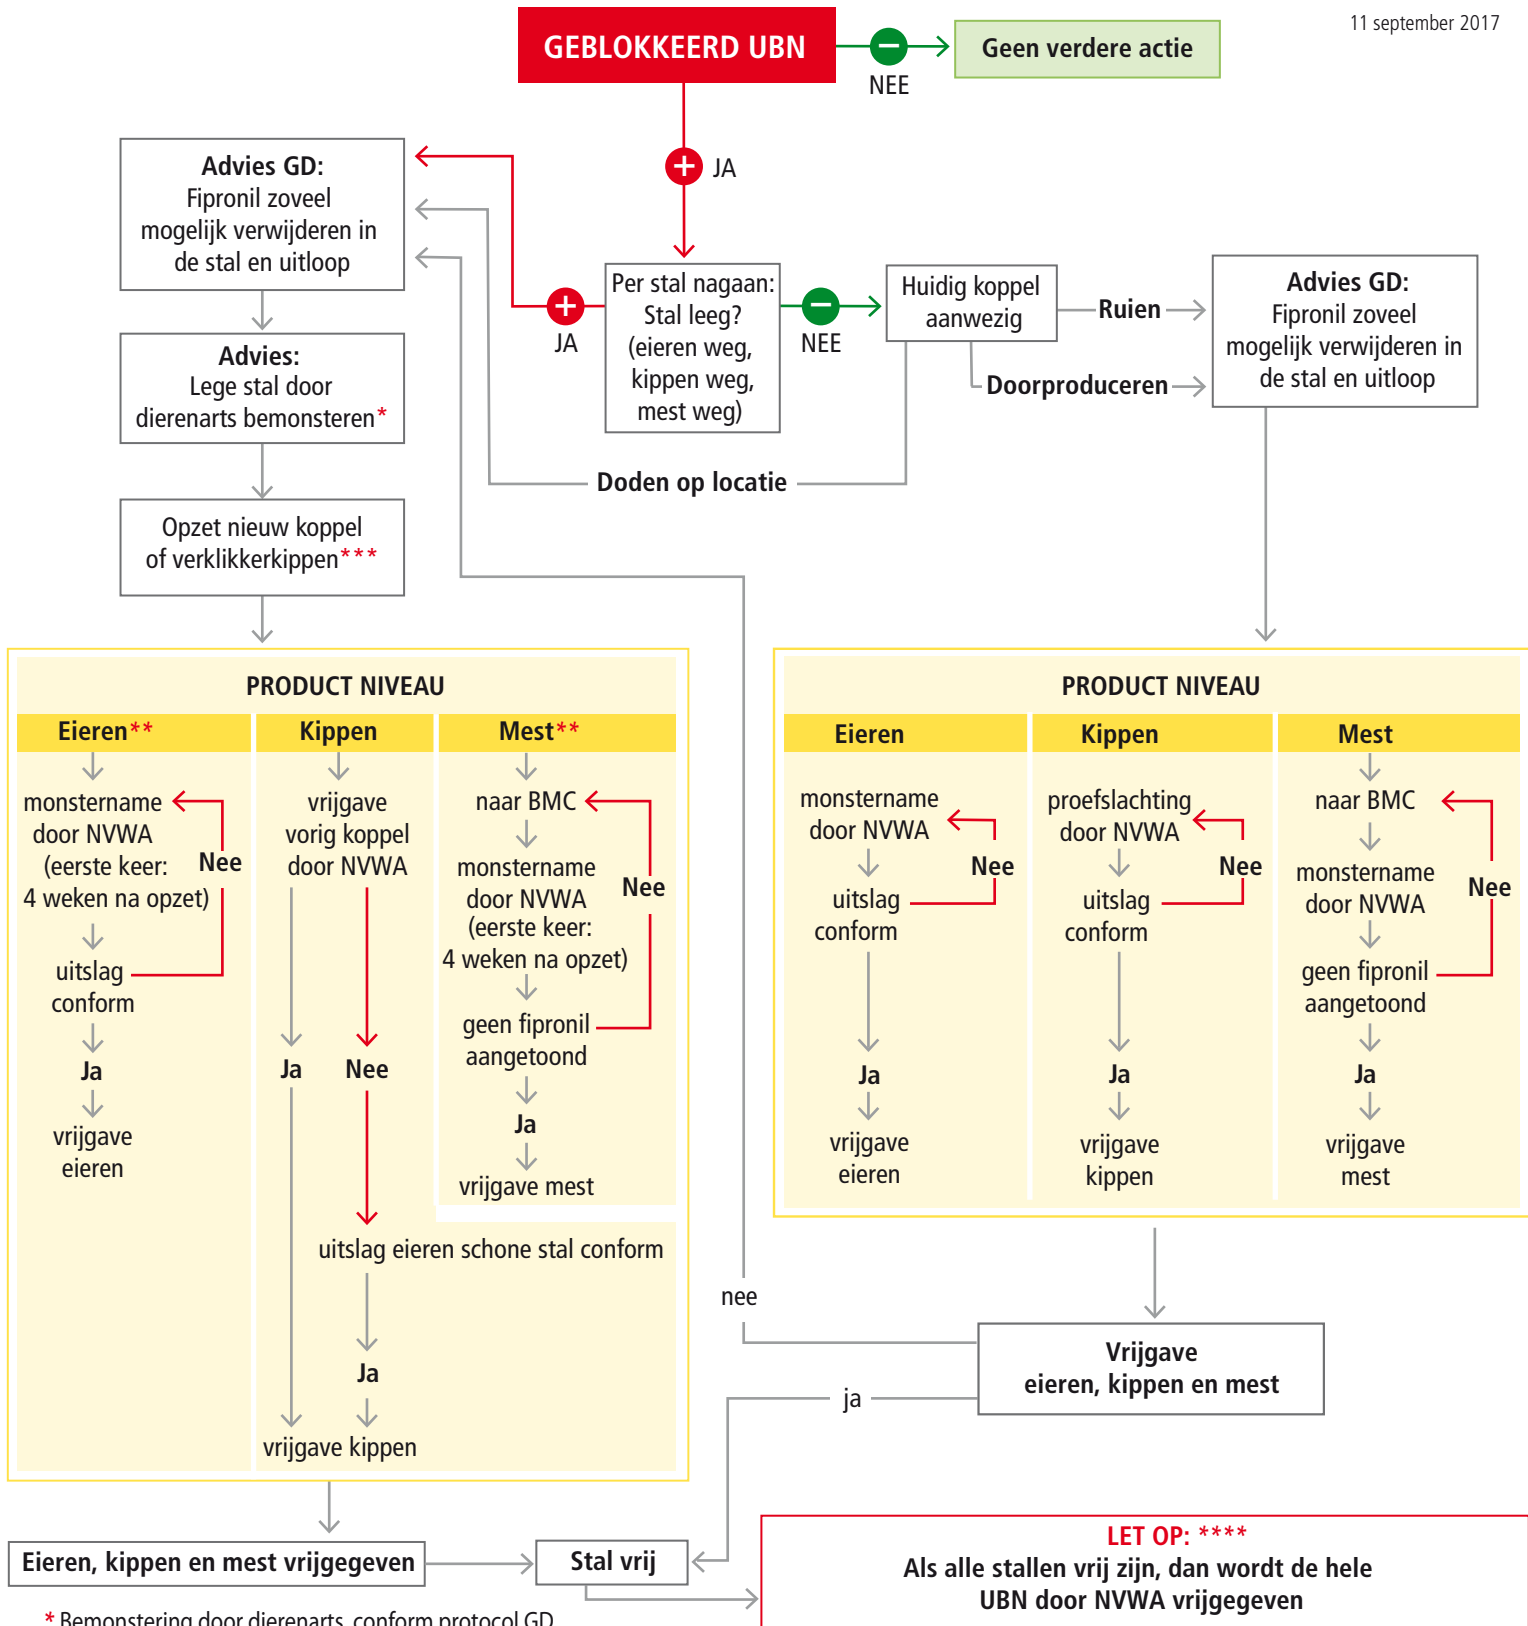 11 september 2017
GEBLOKKEERD UBN
NEE
Geen verdere actie
JA
Advies GD:
Fipronil zoveel
mogelijk verwijderen in
de stal en uitloop
Per stal nagaan:
Stal leeg?
(eieren weg,
kippen weg,
mest weg)
JA
NEE
Huidig koppel
aanwezig
Ruien
Doorproduceren
Advies GD:
Fipronil zoveel
mogelijk verwijderen in
de stal en uitloop
Advies:
Lege stal door
dierenarts bemonsteren*
Doden op locatie
Opzet nieuw koppel
of verklikkerkippen***
PRODUCT NIVEAU
Eieren**
monstername
door NVWA
(eerste keer:
4 weken na opzet)
Nee
uitslag
conform
Ja
vrijgave
eieren
Kippen
vrijgave
vorig koppel
door NVWA
Ja
Nee
uitslag eieren schone stal conform
Ja
vrijgave kippen
Mest**
naar BMC
monstername
door NVWA
(eerste keer:
4 weken na opzet)
Nee
geen fipronil
aangetoond
Ja
vrijgave mest
PRODUCT NIVEAU
Eieren
monstername
door NVWA
Nee
uitslag
conform
Ja
vrijgave
eieren
Kippen
proefslachting
door NVWA
Nee
uitslag
conform
Ja
vrijgave
kippen
Mest
naar BMC
monstername
door NVWA
Nee
geen fipronil
aangetoond
Ja
vrijgave
mest
nee
Vrijgave
eieren, kippen en mest
ja
Eieren, kippen en mest vrijgegeven
Stal vrij
LET OP: ****
Als alle stallen vrij zijn, dan wordt de hele
UBN door NVWA vrijgegeven
* Bemonstering door dierenarts, conform protocol GD